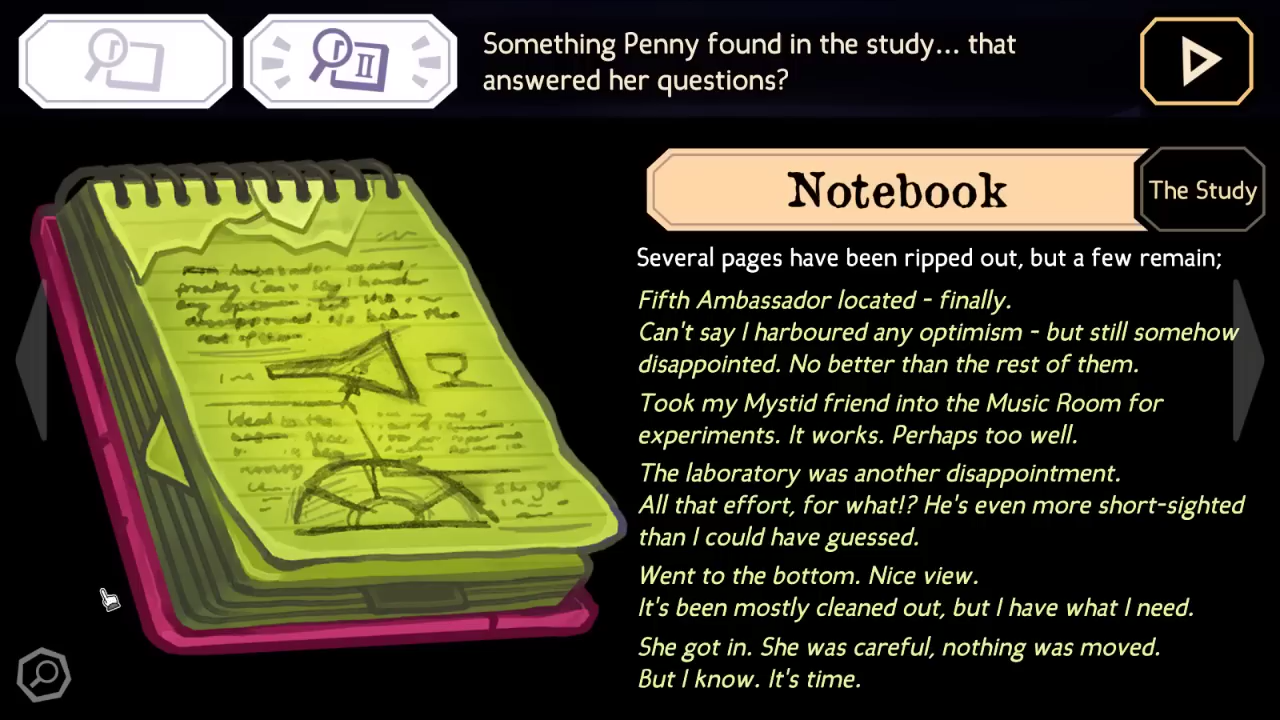 Something Penny found in the study... that
answered her questions?
Notebook
The Study
Several pages have been ripped out, but a few remain;
Fifth Ambassador located - finally.
Can't say I harboured any optimism - but still somehow
disappointed. No better than the rest of them.
Took my Mystid friend into the Music Room for
experiments. It works. Perhaps too well.
The laboratory was another disappointment.
All that effort, for what!? He's even more short-sighted
than I could have guessed.
Went to the bottom. Nice view.
It's been mostly cleaned out, but I have what I need.
She got in. She was careful, nothing was moved.
But I know. It's time.